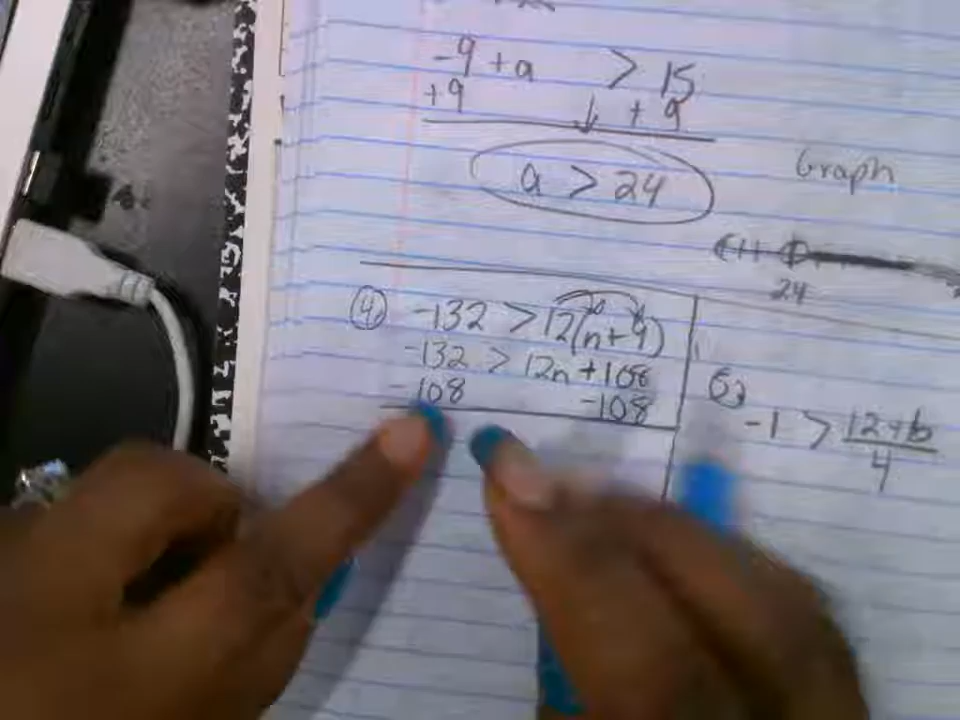 -9 + a > 15
+9 ↓ + 9
a > 24
Graph
24
④ -132 > 12(n + 9)
-132 > 12n + 108
-108 -108
-1 > 12 + b
4